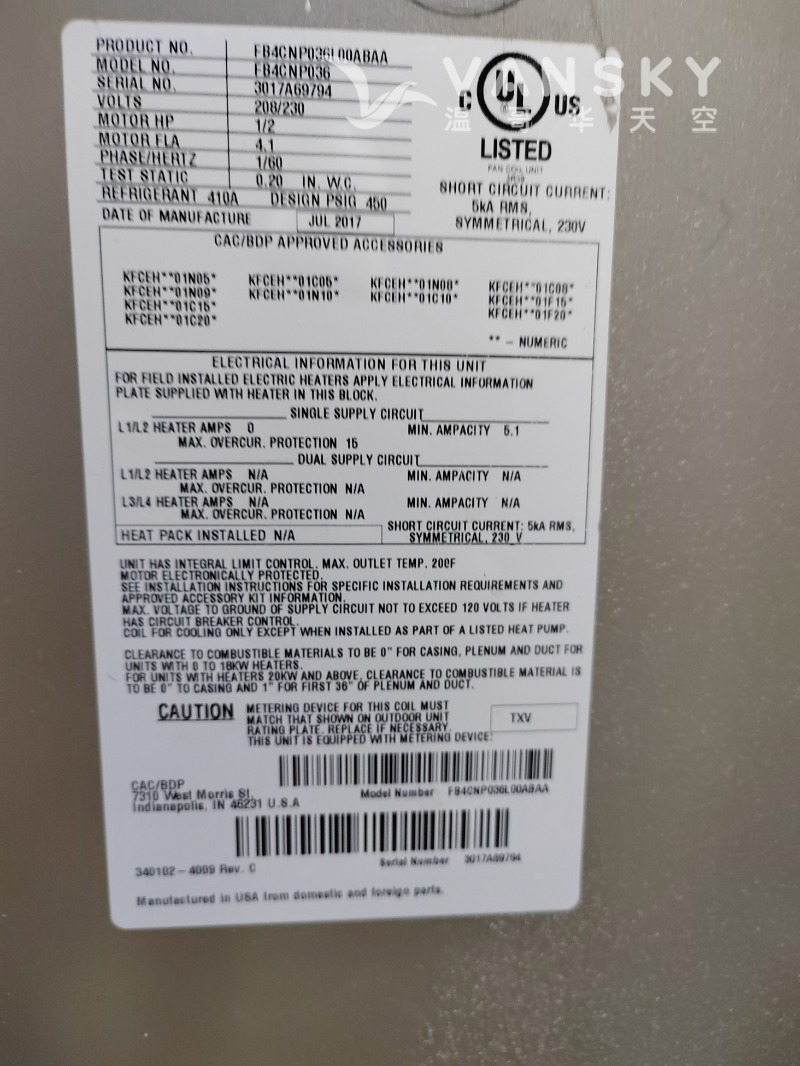 PRODUCT NO. FB4CNP036L00ABAA
MODEL NO. FB4CNP036
SERIAL NO. 3017A69794
VOLTS 208/230
MOTOR HP 1/2
MOTOR FLA 4.1
PHASE/HERTZ 1/60
TEST STATIC 0.20 IN. W.C.
REFRIGERANT 410A DESIGN PSIG 450
DATE OF MANUFACTURE JUL 2017
VANSKY
温哥华天空
C UL US
®
LISTED
FAN COIL UNIT
SHORT CIRCUIT CURRENT:
5kA RMS,
SYMMETRICAL, 230V
CAC/BDP APPROVED ACCESSORIES
KFCEH**01N05* KFCEH**01C05* KFCEH**01N08* KFCEH**01C08*
KFCEH**01N09* KFCEH**01N10* KFCEH**01C10* KFCEH**01F15*
KFCEH**01C15* KFCEH**01F20*
KFCEH**01C20*
** - NUMERIC
ELECTRICAL INFORMATION FOR THIS UNIT
FOR FIELD INSTALLED ELECTRIC HEATERS APPLY ELECTRICAL INFORMATION
PLATE SUPPLIED WITH HEATER IN THIS BLOCK.
SINGLE SUPPLY CIRCUIT
L1/L2 HEATER AMPS 0 MIN. AMPACITY 5.1
MAX. OVERCUR. PROTECTION 15
DUAL SUPPLY CIRCUIT
L1/L2 HEATER AMPS N/A MIN. AMPACITY N/A
MAX. OVERCUR. PROTECTION N/A
L3/L4 HEATER AMPS N/A MIN. AMPACITY N/A
MAX. OVERCUR. PROTECTION N/A
HEAT PACK INSTALLED N/A
SHORT CIRCUIT CURRENT: 5kA RMS,
SYMMETRICAL, 230 V
UNIT HAS INTEGRAL LIMIT CONTROL. MAX. OUTLET TEMP. 200F
MOTOR ELECTRONICALLY PROTECTED.
SEE INSTALLATION INSTRUCTIONS FOR SPECIFIC INSTALLATION REQUIREMENTS AND
APPROVED ACCESSORY KIT INFORMATION.
MAX. VOLTAGE TO GROUND OF SUPPLY CIRCUIT NOT TO EXCEED 120 VOLTS IF HEATER
HAS CIRCUIT BREAKER CONTROL.
COIL FOR COOLING ONLY EXCEPT WHEN INSTALLED AS PART OF A LISTED HEAT PUMP.
CLEARANCE TO COMBUSTIBLE MATERIALS TO BE 0" FOR CASING, PLENUM AND DUCT FOR
UNITS WITH 0 TO 18KW HEATERS.
FOR UNITS WITH HEATERS 20KW AND ABOVE, CLEARANCE TO COMBUSTIBLE MATERIAL IS
TO BE 0" TO CASING AND 1" FOR FIRST 36" OF PLENUM AND DUCT.
CAUTION
METERING DEVICE FOR THIS COIL MUST
MATCH THAT SHOWN ON OUTDOOR UNIT
RATING PLATE. REPLACE IF NECESSARY.
THIS UNIT IS EQUIPPED WITH METERING DEVICE:
TXV
CAC/BDP
7310 West Morris St.
Indianapolis, IN 46231 U.S.A
Model Number FB4CNP036L00ABAA
Serial Number 3017A69794
340102-4009 Rev. C
Manufactured in USA from domestic and foreign parts.